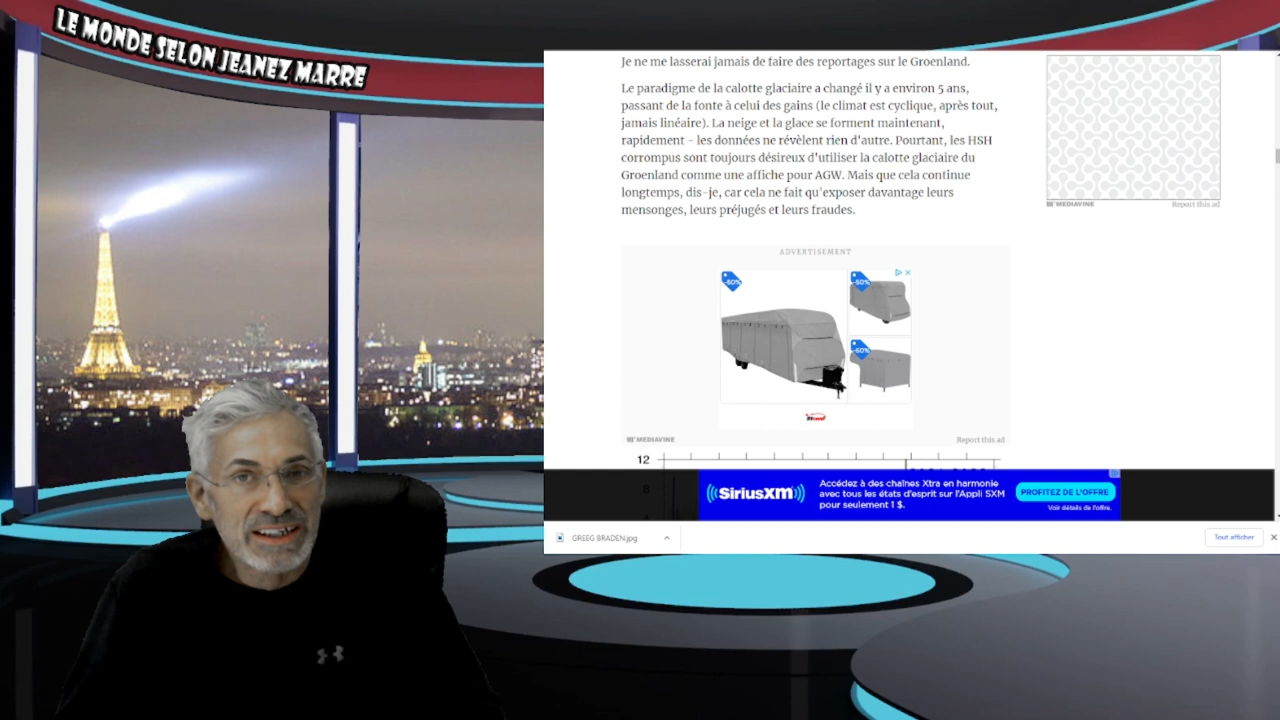 LE MONDE SELON JEANEZ MARRE
Je ne me lasserai jamais de faire des reportages sur le Groenland.
Le paradigme de la calotte glaciaire a changé il y a environ 5 ans,
passant de la fonte à celui des gains (le climat est cyclique, après tout,
jamais linéaire). La neige et la glace se forment maintenant,
rapidement - les données ne révèlent rien d'autre. Pourtant, les HSH
corrompus sont toujours désireux d'utiliser la calotte glaciaire du
Groenland comme une affiche pour AGW. Mais que cela continue
longtemps, dis-je, car cela ne fait qu'exposer davantage leurs
mensonges, leurs préjugés et leurs fraudes.
MEDIAVINE
Report this ad
ADVERTISEMENT
-60%
-50%
-50%
MEDIAVINE
Report this ad
12
8
SiriusXM
Accédez à des chaînes Xtra en harmonie
avec tous les états d'esprit sur l'Appli SXM
pour seulement 1 $.
PROFITEZ DE L'OFFRE
Voir détails de l'offre.
GREEG BRADEN.jpg
Tout afficher